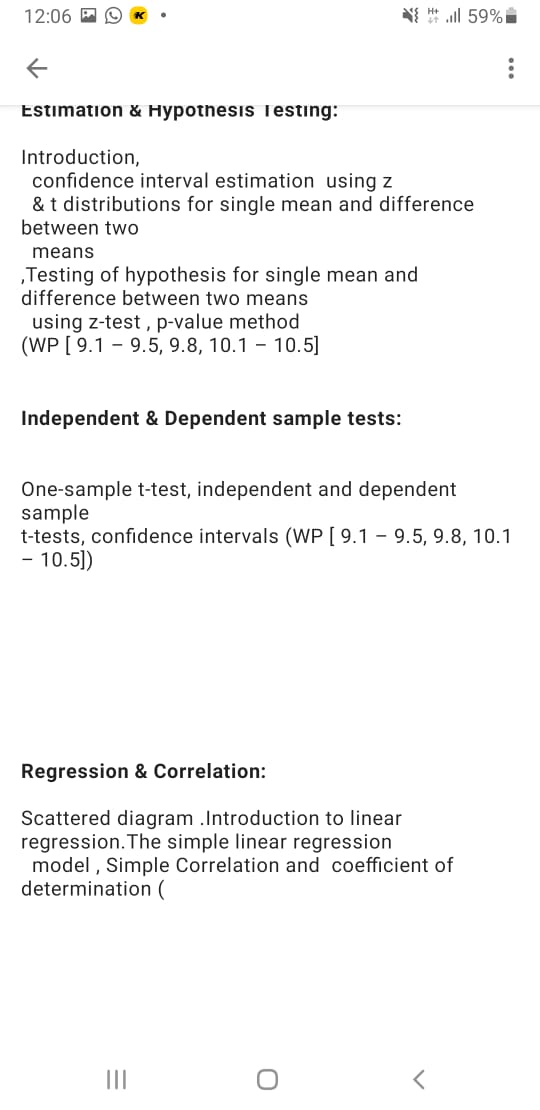 12:06
59%
Estimation & Hypothesis Testing:
Introduction,
confidence interval estimation using z
& t distributions for single mean and difference
between two
means
,Testing of hypothesis for single mean and
difference between two means
using z-test , p-value method
(WP [ 9.1 – 9.5, 9.8, 10.1 – 10.5]
Independent & Dependent sample tests:
One-sample t-test, independent and dependent
sample
t-tests, confidence intervals (WP [ 9.1 – 9.5, 9.8, 10.1
– 10.5])
Regression & Correlation:
Scattered diagram .Introduction to linear
regression.The simple linear regression
model , Simple Correlation and coefficient of
determination (